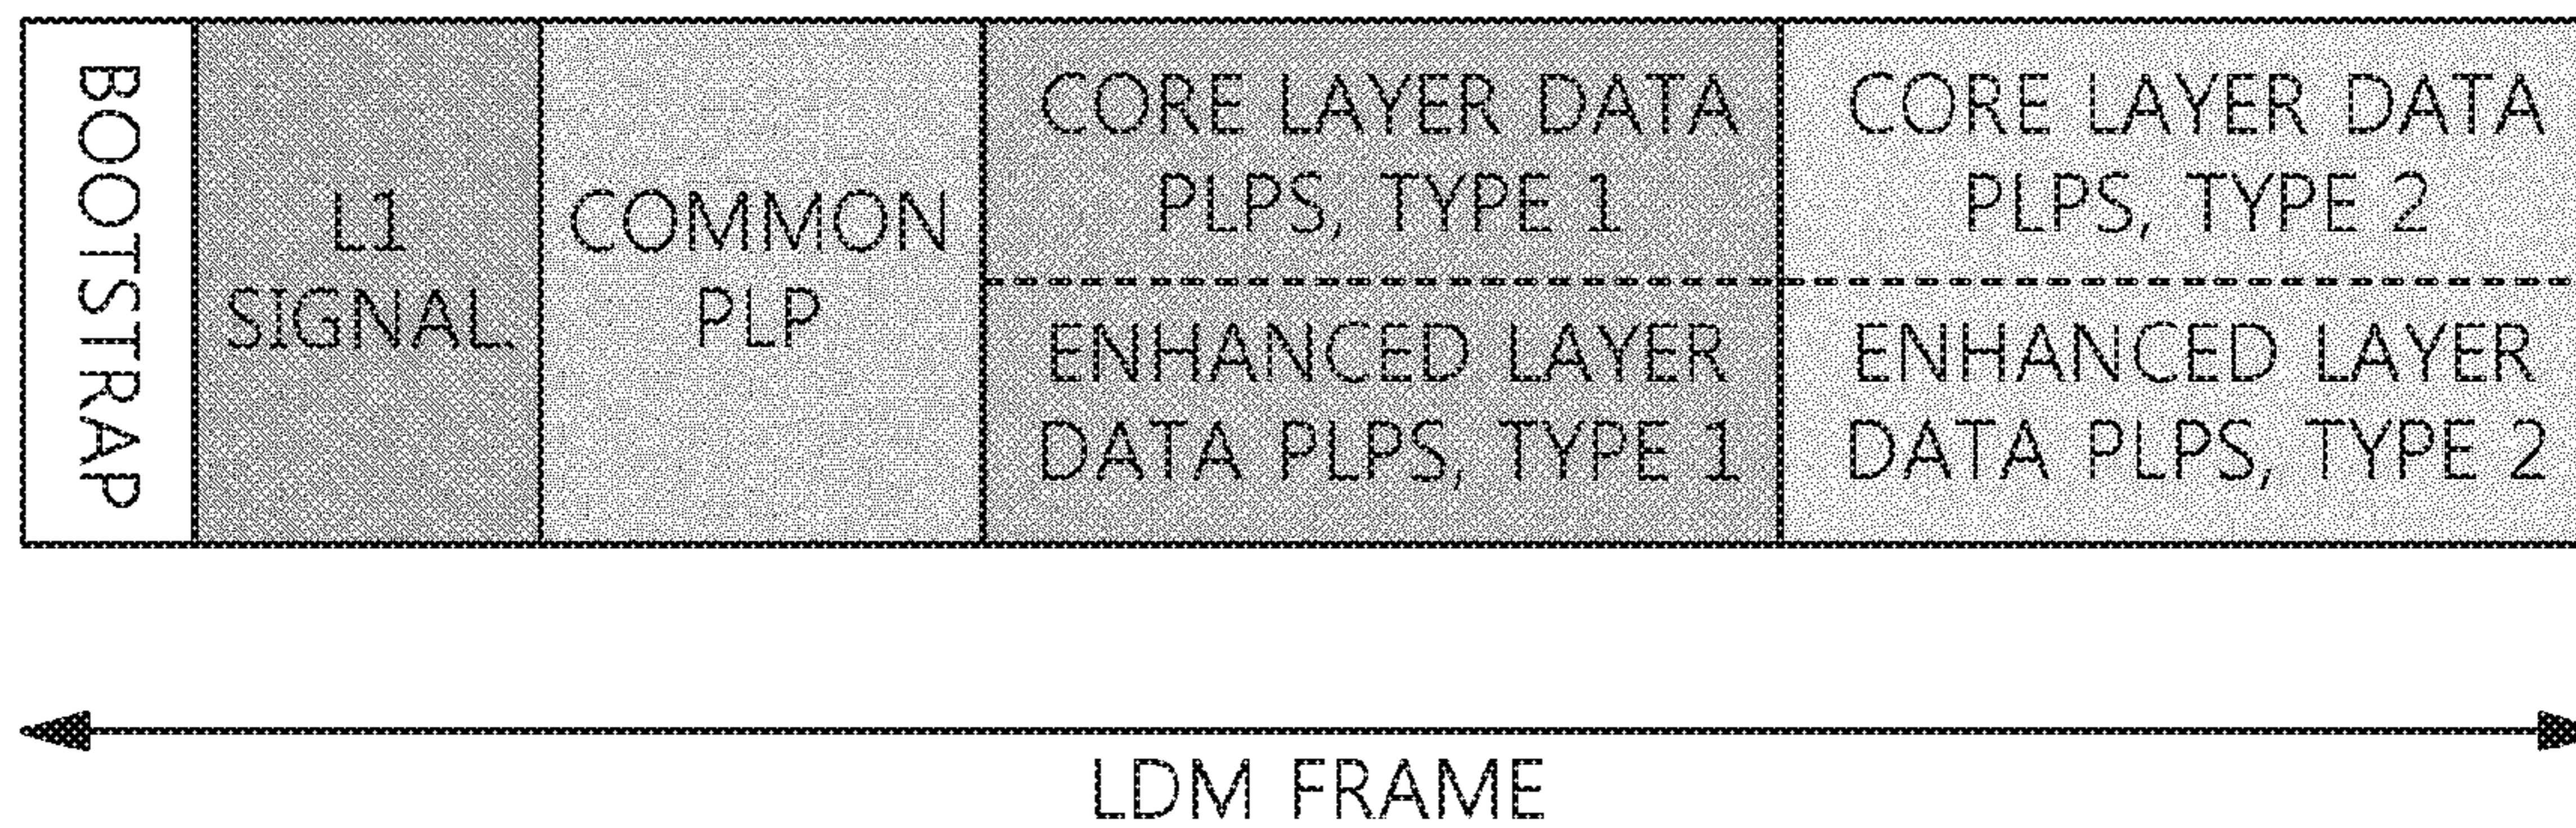 BOOTSTRAP
L1
SIGNAL
COMMON
PLP
CORE LAYER DATA
PLPS, TYPE 1
ENHANCED LAYER
DATA PLPS, TYPE 1
CORE LAYER DATA
PLPS, TYPE 2
ENHANCED LAYER
DATA PLPS, TYPE 2
LDM FRAME